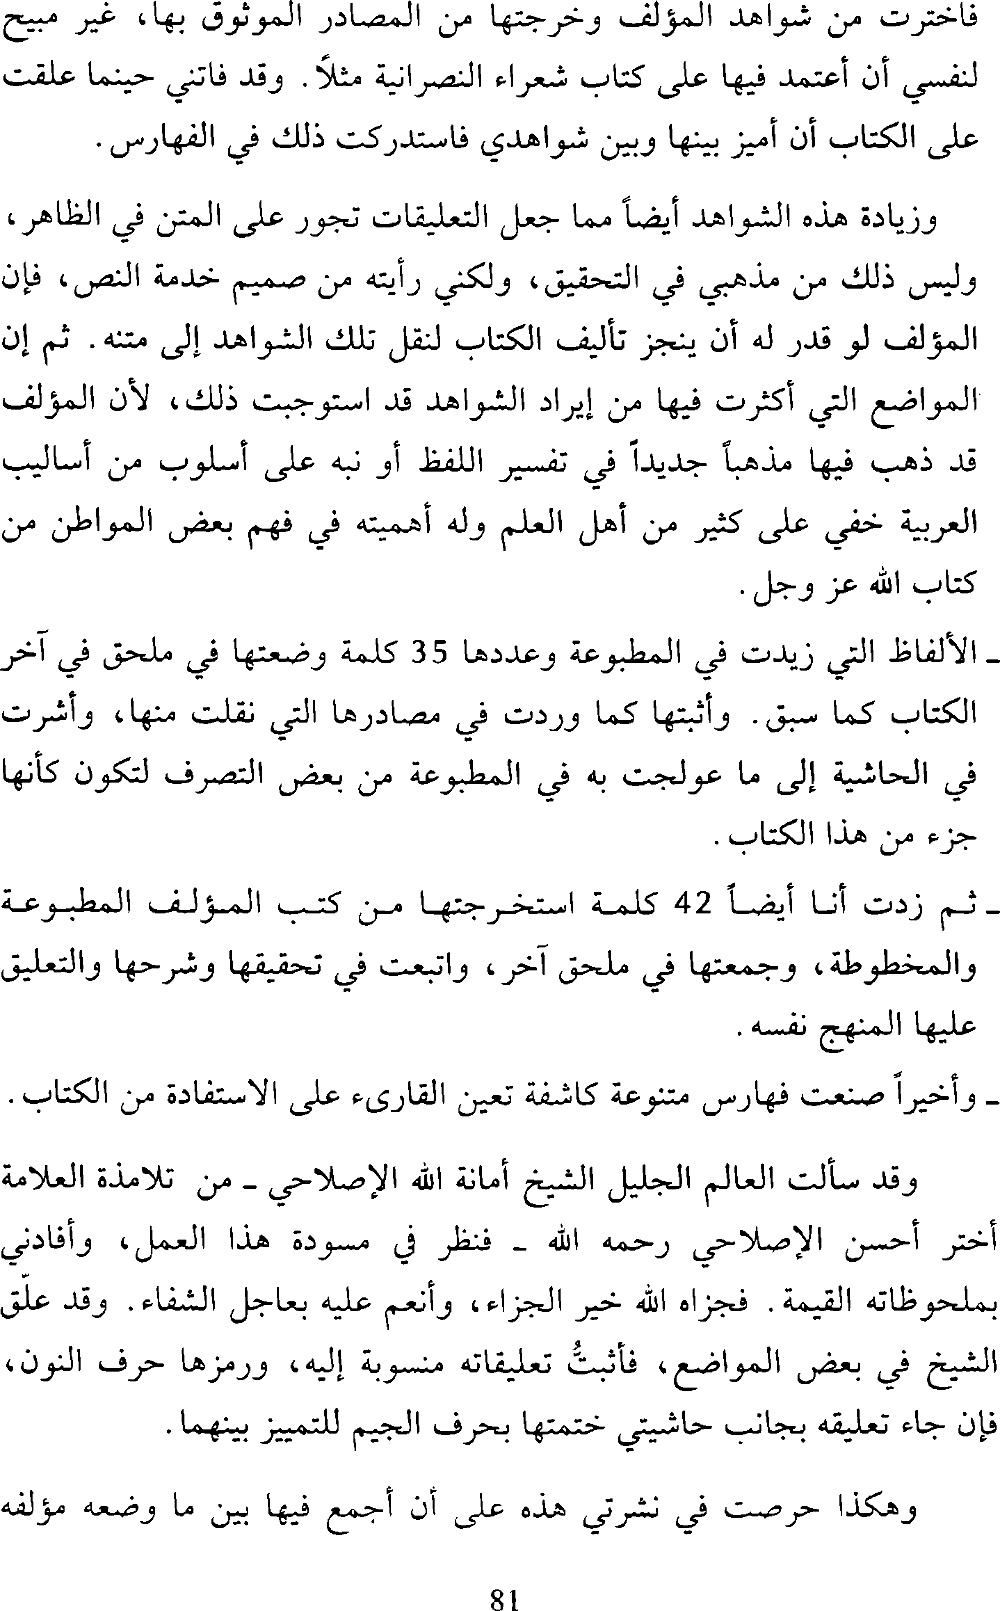 فاخترت من شواهد المؤلف وخرجتها من المصادر الموثوق بها، غير مبيح
لنفسي أن أعتمد فيها على كتاب شعراء النصرانية مثلاً. وقد فاتني حينما علقت
على الكتاب أن أميز بينها وبين شواهدي فاستدركت ذلك في الفهارس.
وزيادة هذه الشواهد أيضاً مما جعل التعليقات تجور على المتن في الظاهر،
وليس ذلك من مذهبي في التحقيق، ولكني رأيته من صميم خدمة النص، فإن
المؤلف لو قدر له أن ينجز تأليف الكتاب لنقل تلك الشواهد إلى متنه. ثم إن
المواضع التي أكثرت فيها من إيراد الشواهد قد استوجبت ذلك، لأن المؤلف
قد ذهب فيها مذهباً جديداً في تفسير اللفظ أو نبه على أسلوب من أساليب
العربية خفي على كثير من أهل العلم وله أهميته في فهم بعض المواطن من
كتاب الله عز وجل.
ـ الألفاظ التي زيدت في المطبوعة وعددها 35 كلمة وضعتها في ملحق في آخر
الكتاب كما سبق. وأثبتها كما وردت في مصادرها التي نقلت منها، وأشرت
في الحاشية إلى ما عولجت به في المطبوعة من بعض التصرف لتكون كأنها
جزء من هذا الكتاب.
ـ ثم زدت أنا أيضاً 42 كلمة استخرجتها من كتب المؤلف المطبوعة
والمخطوطة، وجمعتها في ملحق آخر، واتبعت في تحقيقها وشرحها والتعليق
عليها المنهج نفسه.
ـ وأخيراً صنعت فهارس متنوعة كاشفة تعين القارىء على الاستفادة من الكتاب.
وقد سألت العالم الجليل الشيخ أمانة الله الإصلاحي ـ من تلامذة العلامة
أختر أحسن الإصلاحي رحمه الله ـ فنظر في مسودة هذا العمل، وأفادني
بملحوظاته القيمة. فجزاه الله خير الجزاء، وأنعم عليه بعاجل الشفاء. وقد علّق
الشيخ في بعض المواضع، فأثبتُّ تعليقاته منسوبة إليه، ورمزها حرف النون،
فإن جاء تعليقه بجانب حاشيتي ختمتها بحرف الجيم للتمييز بينهما.
وهكذا حرصت في نشرتي هذه على أن أجمع فيها بين ما وضعه مؤلفه
81